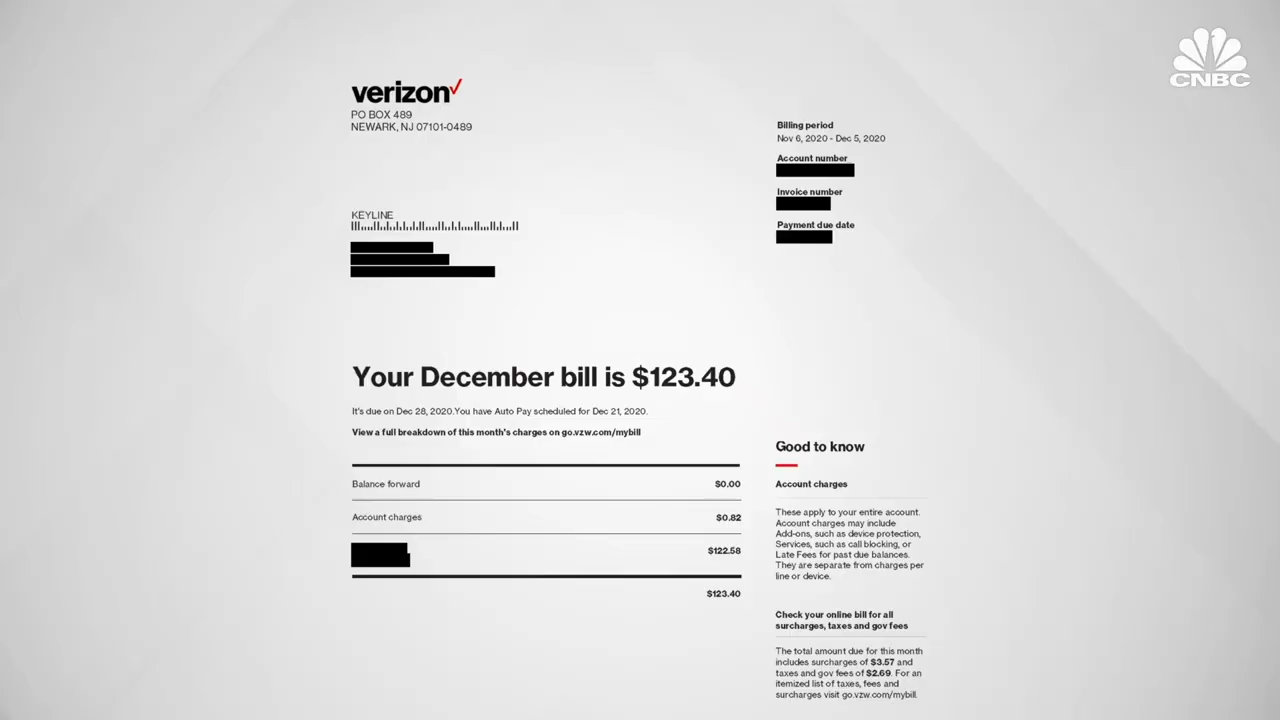 CNBC
verizon
PO BOX 489
NEWARK, NJ 07101-0489
Billing period
Nov 6, 2020 - Dec 5, 2020
Account number
Invoice number
Payment due date
KEYLINE
Your December bill is $123.40
It's due on Dec 28, 2020.You have Auto Pay scheduled for Dec 21, 2020.
View a full breakdown of this month's charges on go.vzw.com/mybill
Balance forward $0.00
Account charges $0.82
$122.58
$123.40
Good to know
Account charges
These apply to your entire account.
Account charges may include
Add-ons, such as device protection,
Services, such as call blocking, or
Late Fees for past due balances.
They are separate from charges per
line or device.
Check your online bill for all
surcharges, taxes and gov fees
The total amount due for this month
includes surcharges of $3.57 and
taxes and gov fees of $2.69. For an
itemized list of taxes, fees and
surcharges visit go.vzw.com/mybill.